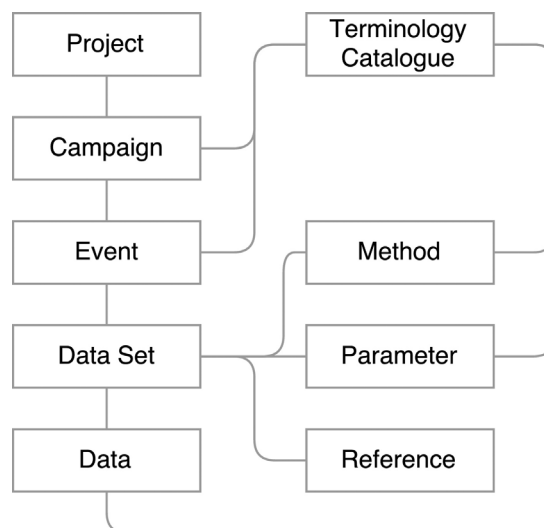 Project
Terminology
Catalogue
Campaign
Event
Method
Data Set
Parameter
Data
Reference